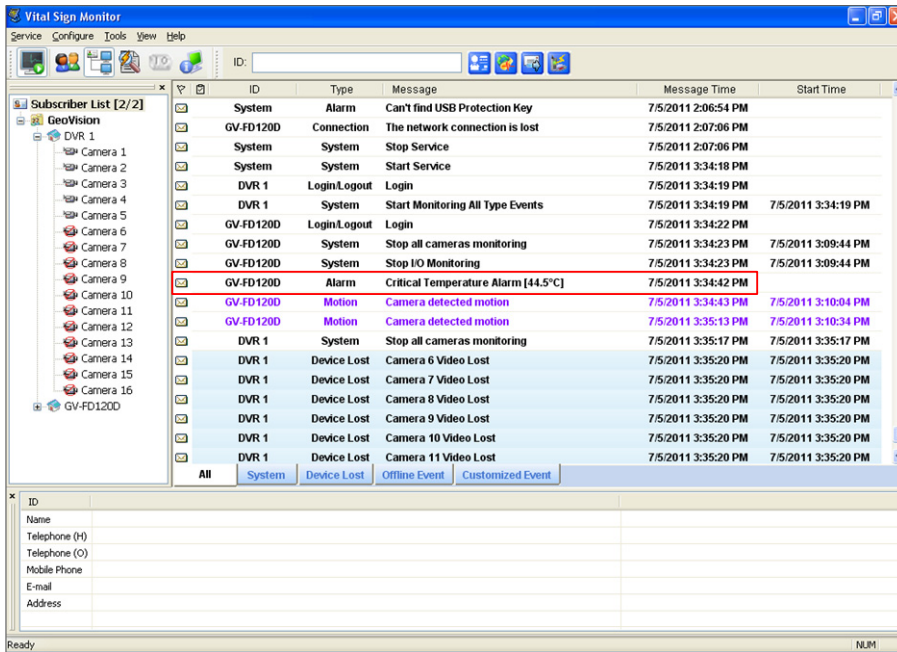 Vital Sign Monitor
Service Configure Tools View Help
ID:
Subscriber List [2/2]
GeoVision
DVR 1
Camera 1
Camera 2
Camera 3
Camera 4
Camera 5
Camera 6
Camera 7
Camera 8
Camera 9
Camera 10
Camera 11
Camera 12
Camera 13
Camera 14
Camera 15
Camera 16
GV-FD120D
ID Type Message Message Time Start Time
System Alarm Can't find USB Protection Key 7/5/2011 2:06:54 PM
GV-FD120D Connection The network connection is lost 7/5/2011 2:07:06 PM
System System Stop Service 7/5/2011 2:07:06 PM
System System Start Service 7/5/2011 3:34:18 PM
DVR 1 Login/Logout Login 7/5/2011 3:34:19 PM
DVR 1 System Start Monitoring All Type Events 7/5/2011 3:34:19 PM 7/5/2011 3:34:19 PM
GV-FD120D Login/Logout Login 7/5/2011 3:34:22 PM
GV-FD120D System Stop all cameras monitoring 7/5/2011 3:34:23 PM 7/5/2011 3:09:44 PM
GV-FD120D System Stop I/O Monitoring 7/5/2011 3:34:23 PM 7/5/2011 3:09:44 PM
GV-FD120D Alarm Critical Temperature Alarm [44.5°C] 7/5/2011 3:34:42 PM
GV-FD120D Motion Camera detected motion 7/5/2011 3:34:43 PM 7/5/2011 3:10:04 PM
GV-FD120D Motion Camera detected motion 7/5/2011 3:35:13 PM 7/5/2011 3:10:34 PM
DVR 1 System Stop all cameras monitoring 7/5/2011 3:35:17 PM 7/5/2011 3:35:17 PM
DVR 1 Device Lost Camera 6 Video Lost 7/5/2011 3:35:20 PM 7/5/2011 3:35:20 PM
DVR 1 Device Lost Camera 7 Video Lost 7/5/2011 3:35:20 PM 7/5/2011 3:35:20 PM
DVR 1 Device Lost Camera 8 Video Lost 7/5/2011 3:35:20 PM 7/5/2011 3:35:20 PM
DVR 1 Device Lost Camera 9 Video Lost 7/5/2011 3:35:20 PM 7/5/2011 3:35:20 PM
DVR 1 Device Lost Camera 10 Video Lost 7/5/2011 3:35:20 PM 7/5/2011 3:35:20 PM
DVR 1 Device Lost Camera 11 Video Lost 7/5/2011 3:35:20 PM 7/5/2011 3:35:20 PM
All System Device Lost Offline Event Customized Event
ID
Name
Telephone (H)
Telephone (O)
Mobile Phone
E-mail
Address
Ready NUM